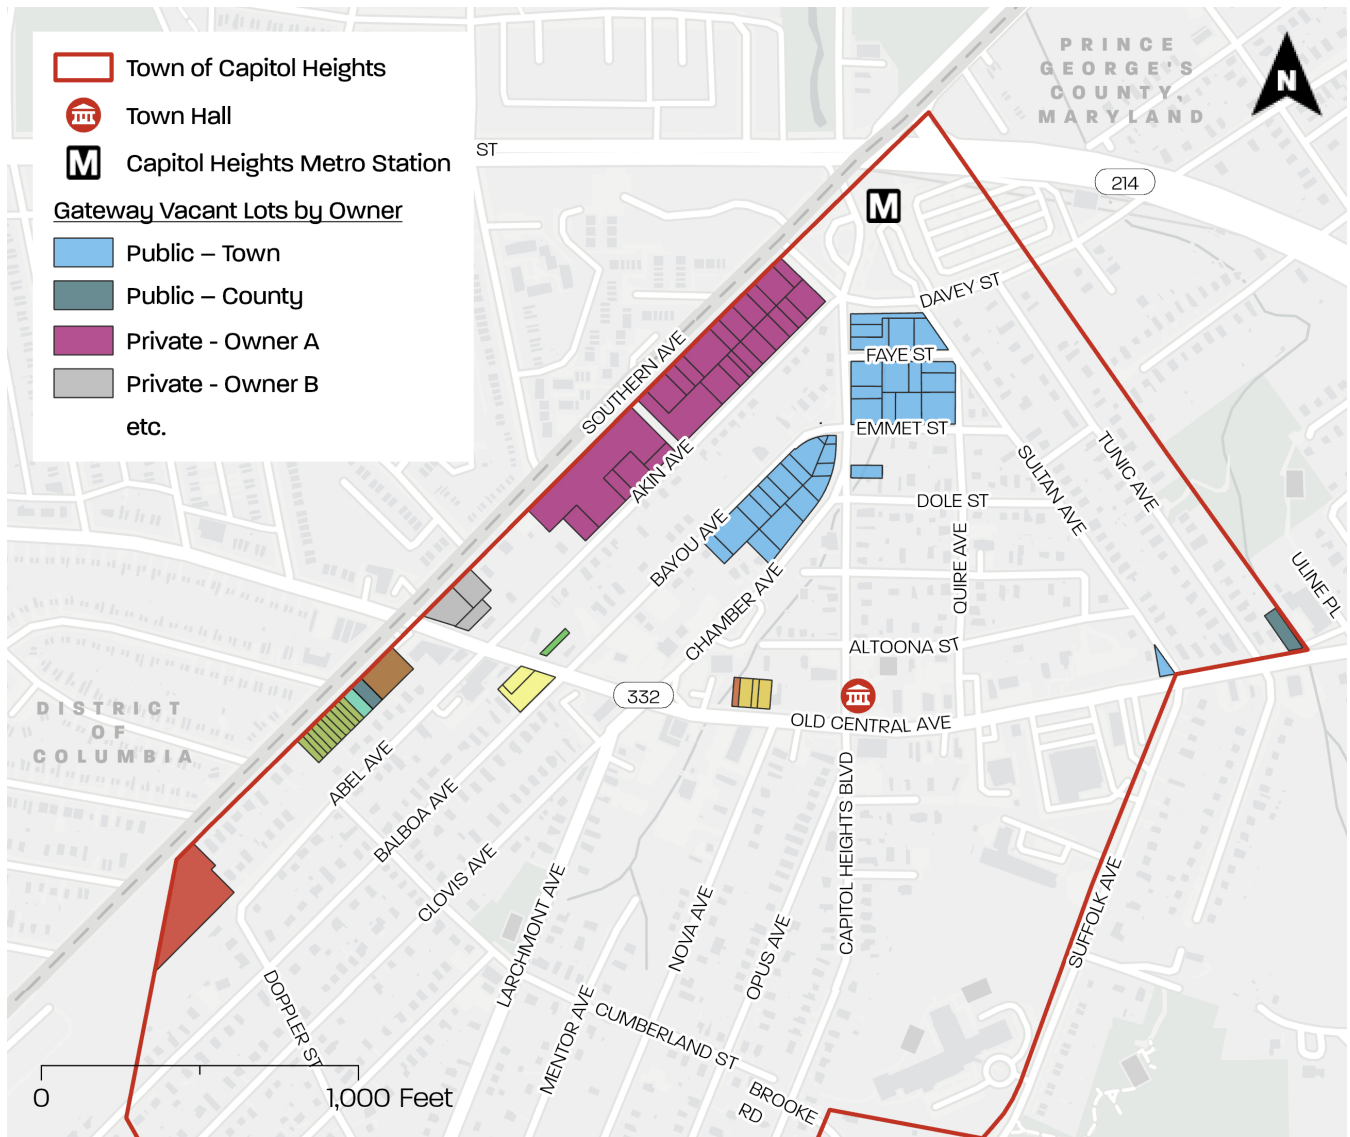 Town of Capitol Heights
Town Hall
M
Capitol Heights Metro Station
Gateway Vacant Lots by Owner
Public – Town
Public – County
Private - Owner A
Private - Owner B
etc.
ST
PRINCE
GEORGE'S
COUNTY,
MARYLAND
N
214
M
DAVEY ST
FAYE ST
EMMET ST
SOUTHERN AVE
AKIN AVE
SULTAN AVE
TUNIC AVE
DOLE ST
QUIRE AVE
BAYOU AVE
CHAMBER AVE
ULINE PL
ALTOONA ST
332
OLD CENTRAL AVE
DISTRICT
OF
COLUMBIA
ABEL AVE
BALBOA AVE
CLOVIS AVE
LARCHMONT AVE
NOVA AVE
OPUS AVE
CAPITOL HEIGHTS BLVD
SUFFOLK AVE
DOPPLER ST
MENTOR AVE
CUMBERLAND ST
BROOKE
RD
0
1,000 Feet